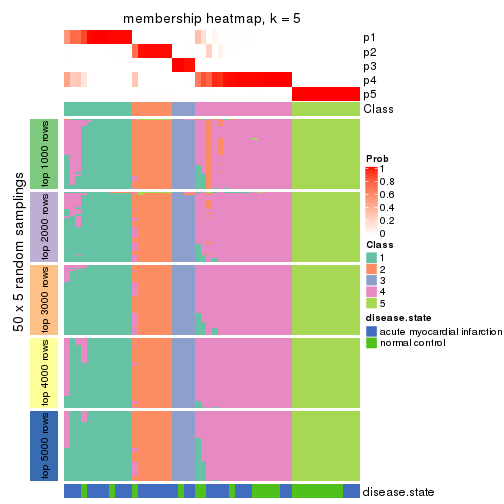 membership heatmap, k = 5
p1
p2
p3
p4
p5
Class
50 x 5 random samplings
top 1000 rows
top 2000 rows
top 3000 rows
top 4000 rows
top 5000 rows
disease.state
Prob
1
0.8
0.6
0.4
0.2
0
Class
1
2
3
4
5
disease.state
acute myocardial infarction
normal control